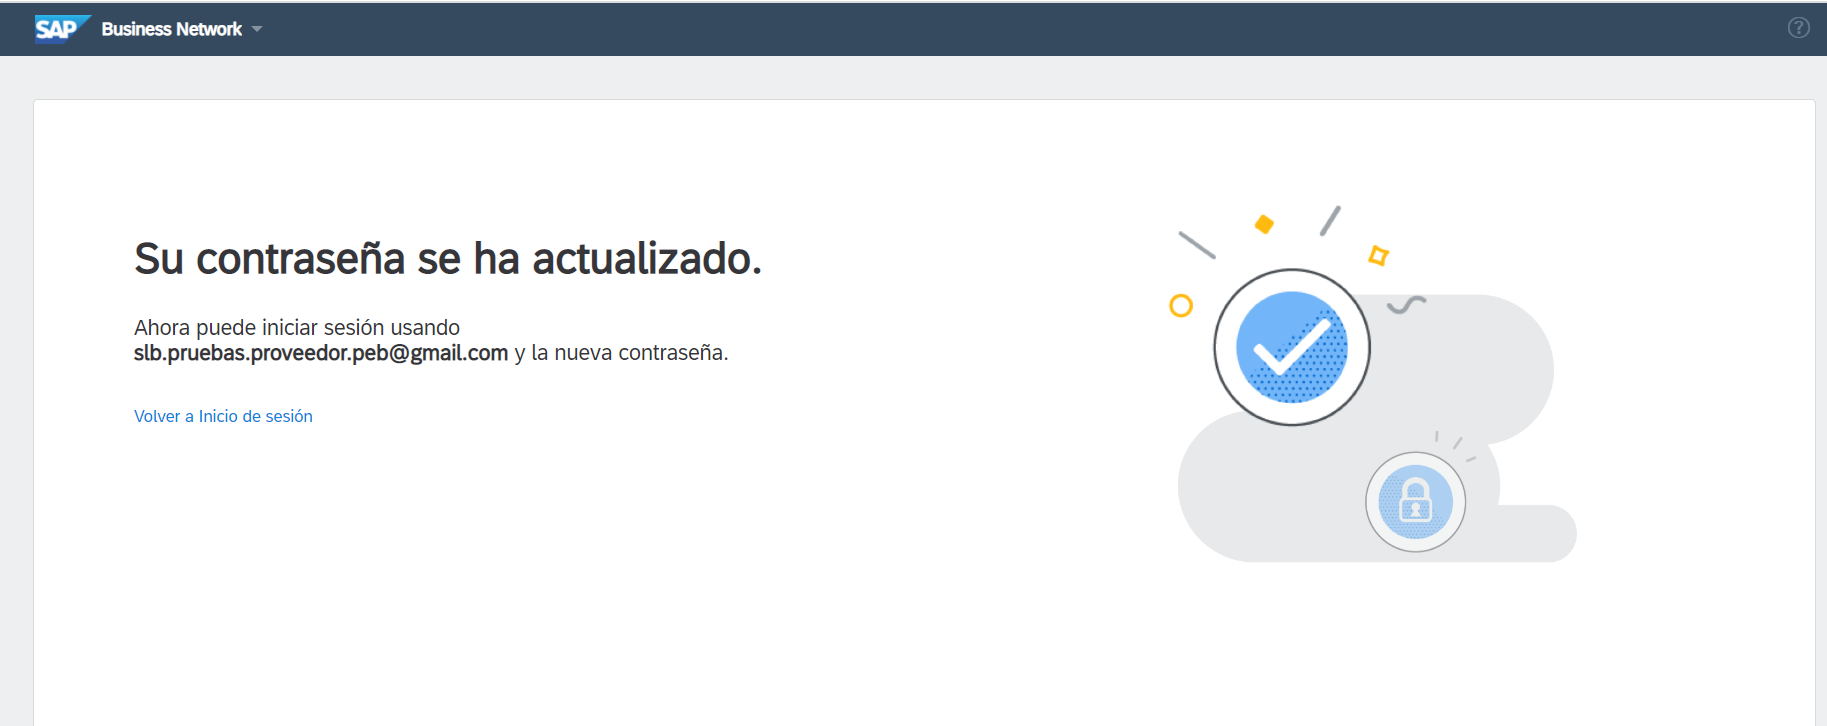 SAP Business Network
Su contraseña se ha actualizado.
Ahora puede iniciar sesión usando
slb.pruebas.proveedor.peb@gmail.com y la nueva contraseña.
Volver a Inicio de sesión